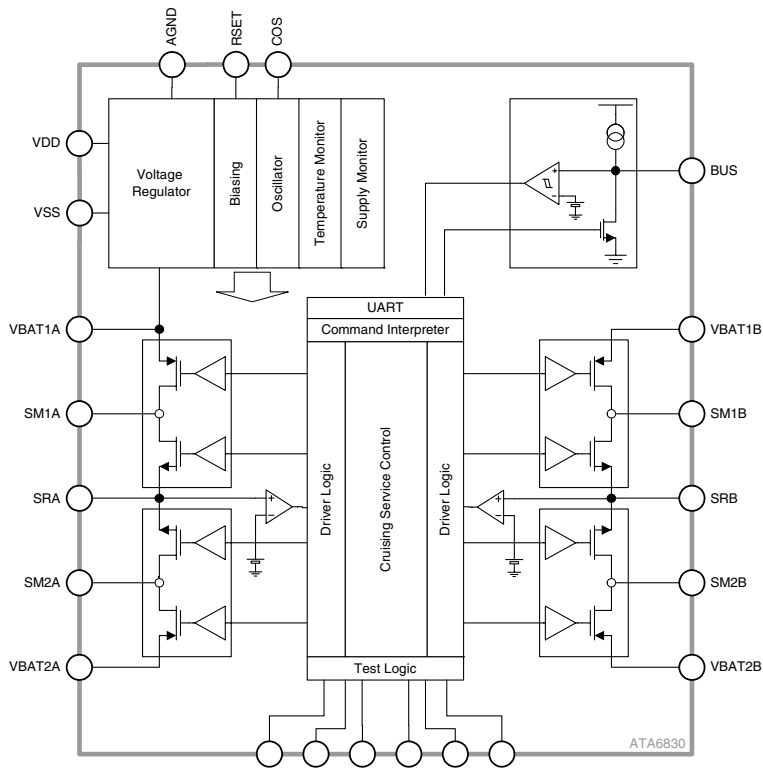 AGND
RSET
COS
VDD
VSS
Voltage
Regulator
Biasing
Oscillator
Temperature Monitor
Supply Monitor
BUS
UART
Command Interpreter
VBAT1A
VBAT1B
SM1A
SM1B
SRA
SRB
Driver Logic
Cruising Service Control
Driver Logic
SM2A
SM2B
VBAT2A
VBAT2B
Test Logic
ATA6830